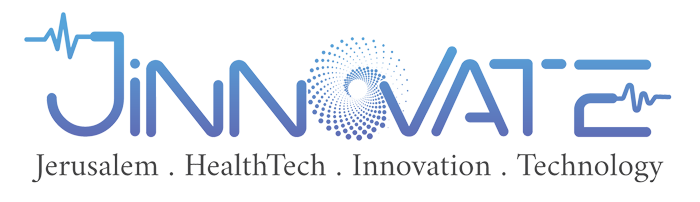 JiNNOVATE
Jerusalem . HealthTech . Innovation . Technology